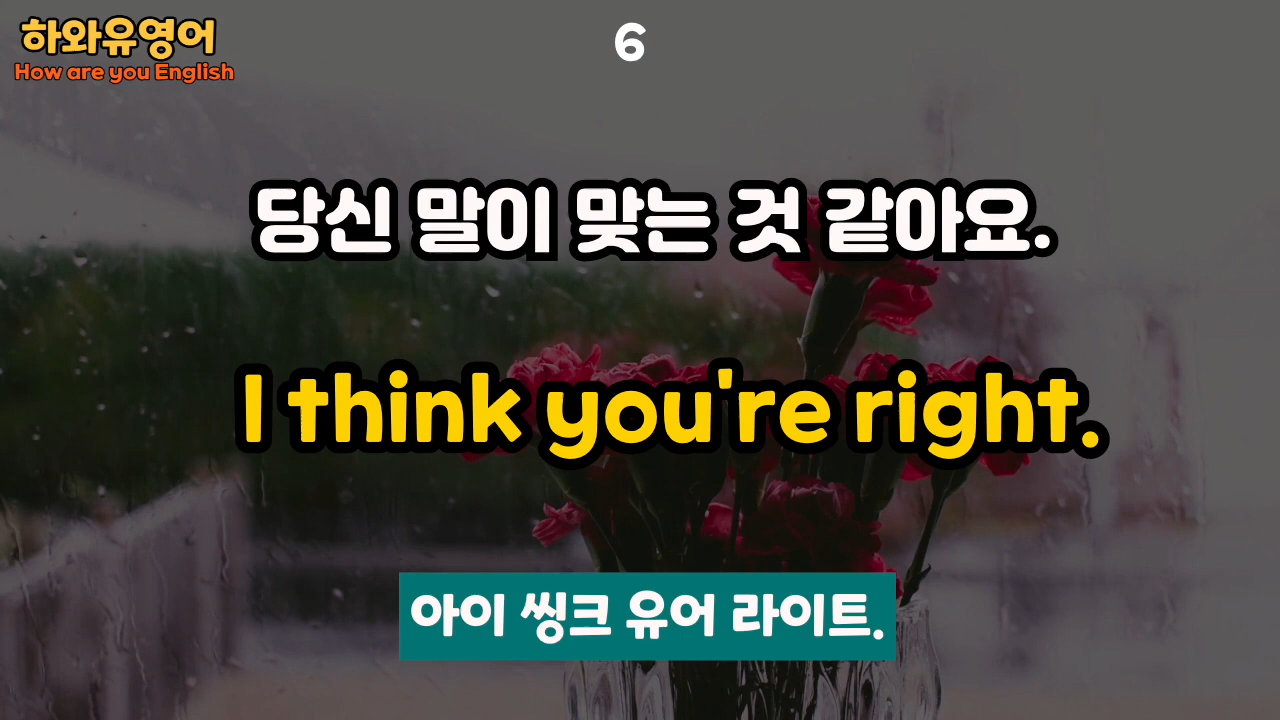 하와유영어
How are you English
6
당신 말이 맞는 것 같아요.
I think you're right.
아이 씽크 유어 라이트.